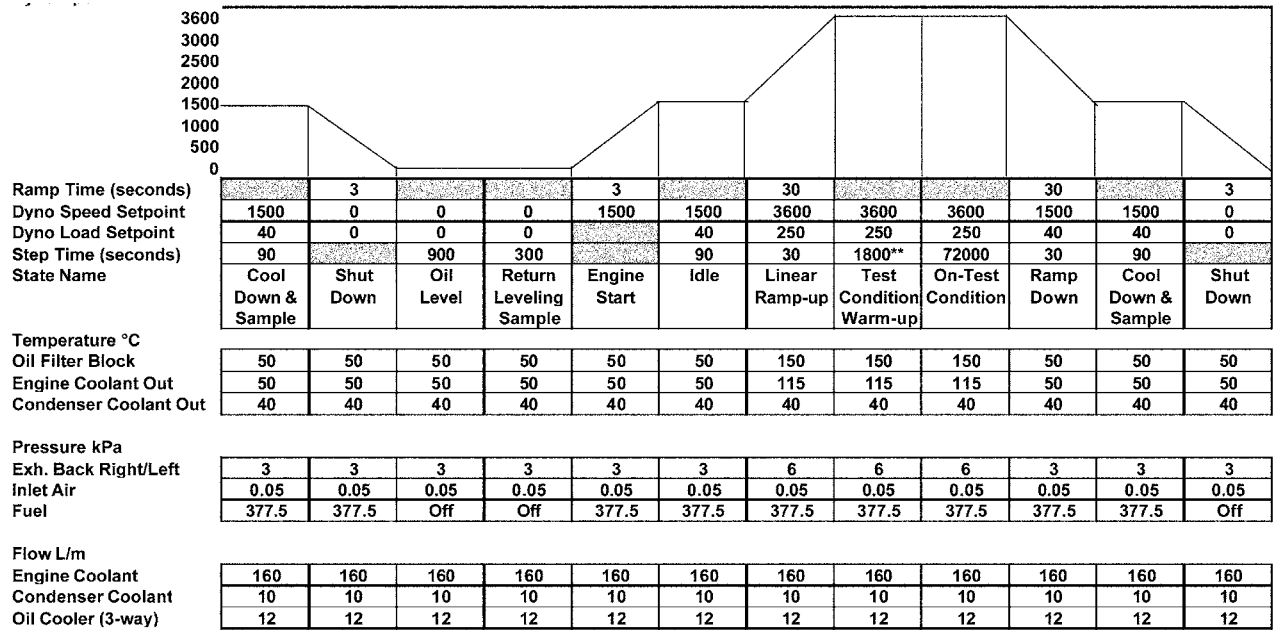 3600
3000
2500
2000
1500
1000
500
0
Ramp Time (seconds) 3 3 30 30 3
Dyno Speed Setpoint 1500 0 0 0 1500 1500 3600 3600 3600 1500 1500 0
Dyno Load Setpoint 40 0 0 0 40 250 250 250 40 40 0
Step Time (seconds) 90 900 300 90 30 1800** 72000 30 90
State Name Cool Shut Oil Return Engine Idle Linear Test On-Test Ramp Cool Shut
Down & Down Level Leveling Start Ramp-up Condition Condition Down Down & Down
Sample Sample Warm-up Sample
Temperature °C
Oil Filter Block 50 50 50 50 50 50 150 150 150 50 50 50
Engine Coolant Out 50 50 50 50 50 50 115 115 115 50 50 50
Condenser Coolant Out 40 40 40 40 40 40 40 40 40 40 40 40
Pressure kPa
Exh. Back Right/Left 3 3 3 3 3 3 6 6 6 3 3 3
Inlet Air 0.05 0.05 0.05 0.05 0.05 0.05 0.05 0.05 0.05 0.05 0.05 0.05
Fuel 377.5 377.5 Off Off 377.5 377.5 377.5 377.5 377.5 377.5 377.5 Off
Flow L/m
Engine Coolant 160 160 160 160 160 160 160 160 160 160 160 160
Condenser Coolant 10 10 10 10 10 10 10 10 10 10 10 10
Oil Cooler (3-way) 12 12 12 12 12 12 12 12 12 12 12 12